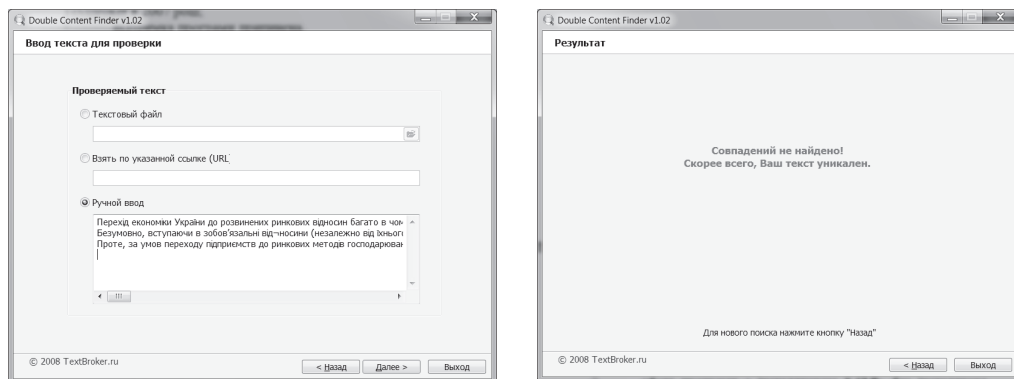 Double Content Finder v1.02
Ввод текста для проверки
Проверяемый текст
Текстовый файл
Взять по указанной ссылке (URL
Ручной ввод
Перехід економіки України до розвинених ринкових відносин багато в чом
Безумовно, вступаючи в зобов'язальні від¬носини (незалежно від їхнього
Проте, за умов переходу підприємств до ринкових методів господарюван
© 2008 TextBroker.ru
< Назад
Далее >
Выход
Double Content Finder v1.02
Результат
Совпадений не найдено!
Скорее всего, Ваш текст уникален.
Для нового поиска нажмите кнопку "Назад"
© 2008 TextBroker.ru
< Назад
Выход